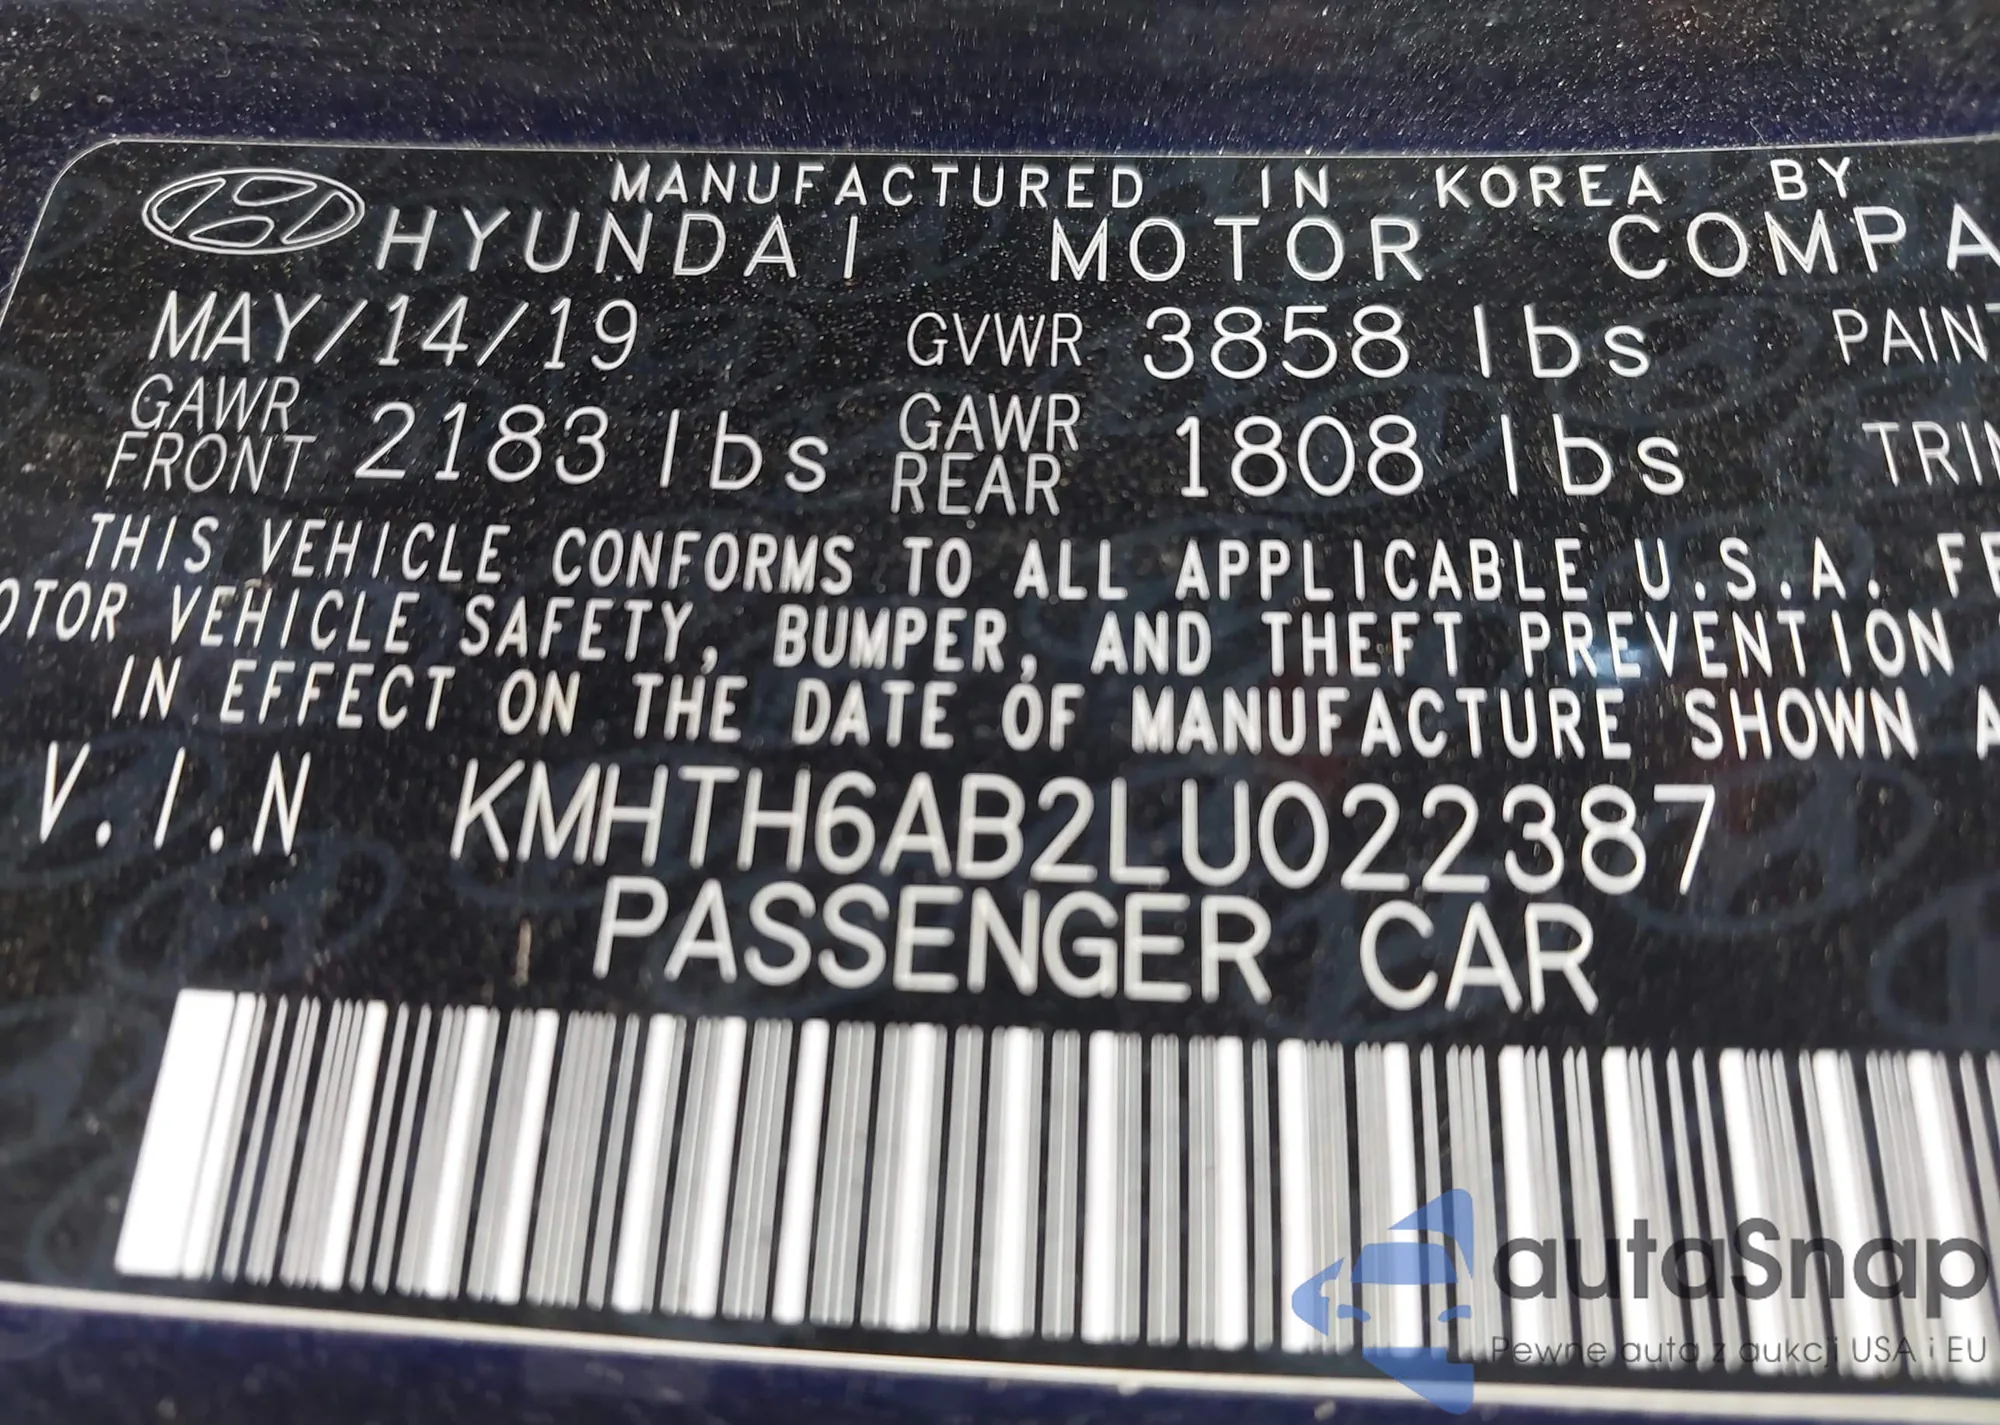 MANUFACTURED IN KOREA BY
HYUNDAI MOTOR COMPA
MAY/14/19 GVWR 3858 lbs PAINT
GAWR FRONT 2183 lbs GAWR REAR 1808 lbs TRIM
THIS VEHICLE CONFORMS TO ALL APPLICABLE U.S.A. FE
OTOR VEHICLE SAFETY, BUMPER, AND THEFT PREVENTION
IN EFFECT ON THE DATE OF MANUFACTURE SHOWN A
V.I.N KMHTH6AB2LU022387
PASSENGER CAR
autaSnap
Pewne auta z aukcji USA i EU